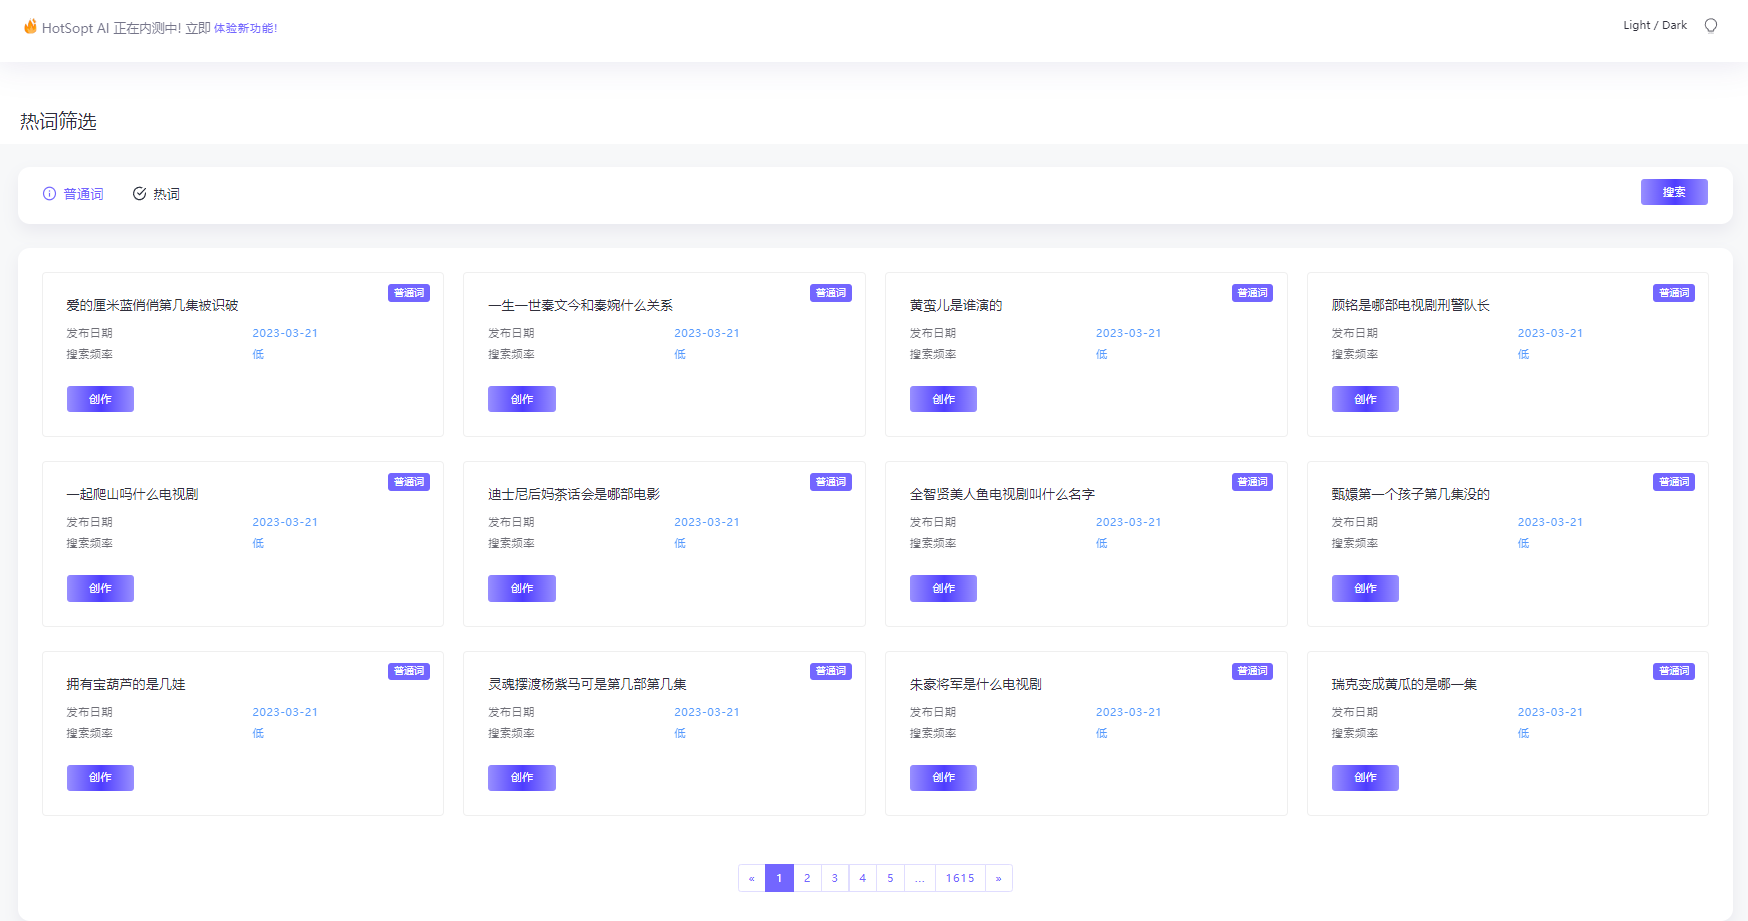 HotSopt AI 正在内测中! 立即 体验新功能!
Light / Dark
热词筛选
普通词 热词
搜索
普通词 普通词 普通词 普通词
爱的厘米蓝俏俏第几集被识破 一生一世秦文今和秦婉什么关系 黄蛮儿是谁演的 顾铭是哪部电视剧刑警队长
发布日期 2023-03-21 发布日期 2023-03-21 发布日期 2023-03-21 发布日期 2023-03-21
搜索频率 低 搜索频率 低 搜索频率 低 搜索频率 低
创作 创作 创作 创作
普通词 普通词 普通词 普通词
一起爬山吗什么电视剧 迪士尼后妈茶话会是哪部电影 全智贤美人鱼电视剧叫什么名字 甄嬛第一个孩子第几集没的
发布日期 2023-03-21 发布日期 2023-03-21 发布日期 2023-03-21 发布日期 2023-03-21
搜索频率 低 搜索频率 低 搜索频率 低 搜索频率 低
创作 创作 创作 创作
普通词 普通词 普通词 普通词
拥有宝葫芦的是几娃 灵魂摆渡杨紫马可是第几部第几集 朱豪将军是什么电视剧 瑞克变成黄瓜的是哪一集
发布日期 2023-03-21 发布日期 2023-03-21 发布日期 2023-03-21 发布日期 2023-03-21
搜索频率 低 搜索频率 低 搜索频率 低 搜索频率 低
创作 创作 创作 创作
« 1 2 3 4 5 ... 1615 »